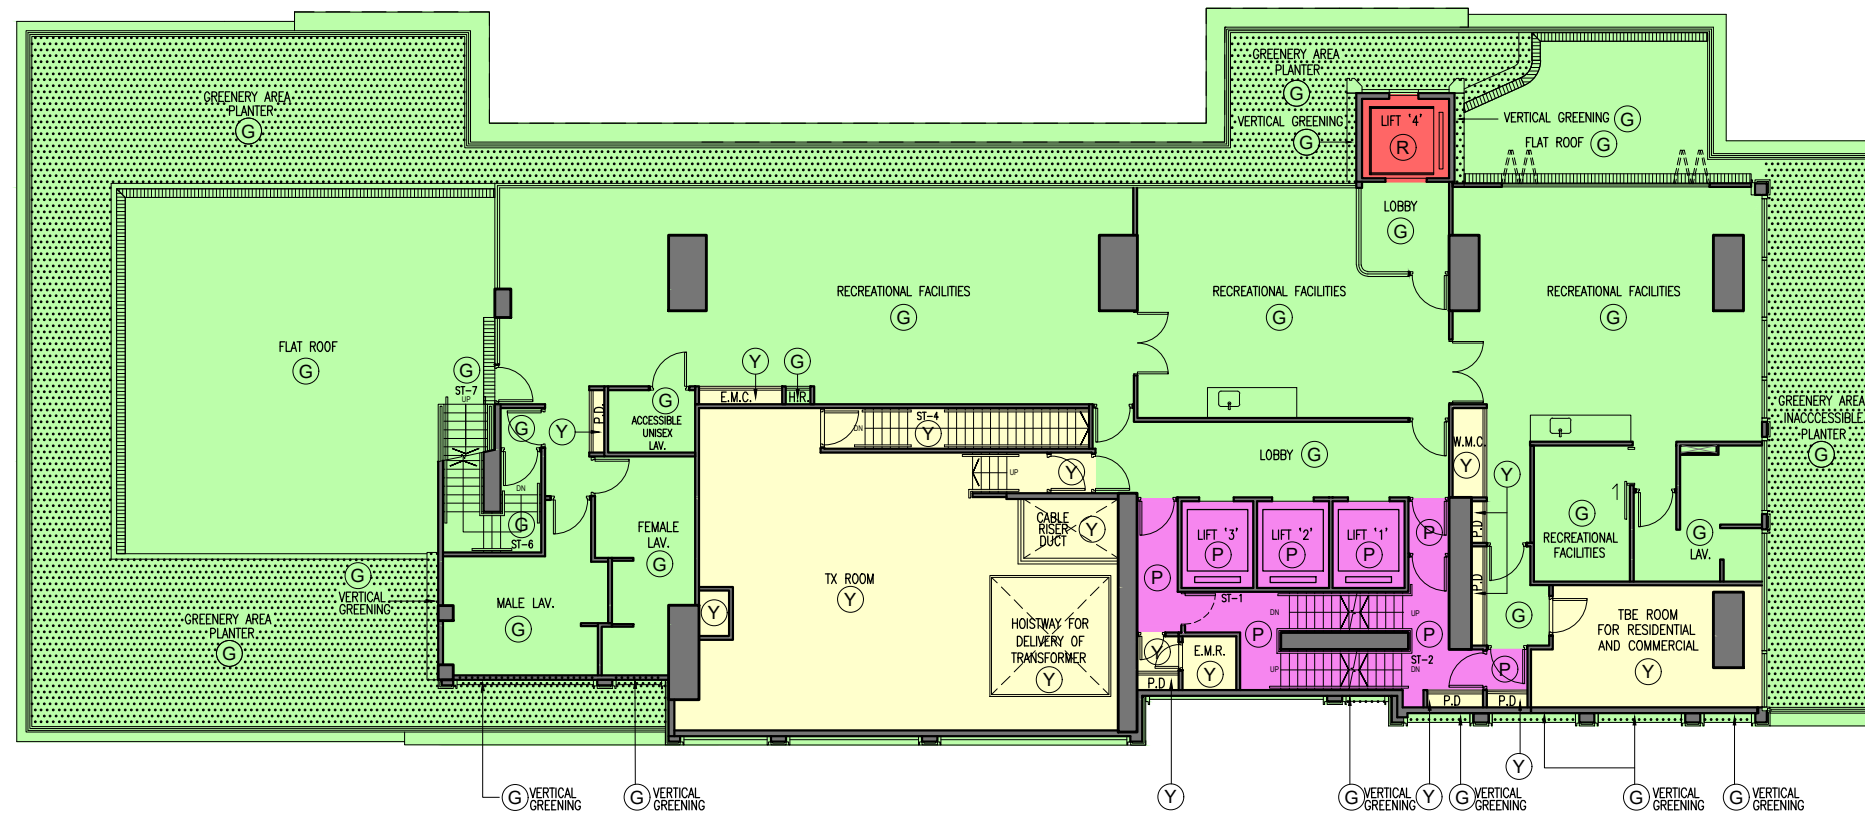 GREENERY AREA
PLANTER
G
GREENERY AREA
PLANTER
G
VERTICAL GREENING
G
LIFT '4'
R
VERTICAL GREENING G
FLAT ROOF G
LOBBY
G
RECREATIONAL FACILITIES
G
RECREATIONAL FACILITIES
G
RECREATIONAL FACILITIES
G
FLAT ROOF
G
G
ST-7
UP
G
Y
P.D.
G
ACCESSIBLE
UNISEX
LAV.
Y
E.M.C.
G
H.R.
ST-4
DN
Y
UP
Y
LOBBY G
W.M.C.
Y
Y
GREENERY AREA
INACCCESSIBLE
PLANTER
G
DN
G
ST-6
FEMALE
LAV.
G
CABLE
RISER
DUCT
Y
LIFT '3'
P
LIFT '2'
P
LIFT '1'
P
P
P.D
P.D
G
RECREATIONAL
FACILITIES
G
LAV.
G
VERTICAL
GREENING
MALE LAV.
G
TX ROOM
Y
Y
P
ST-1
DN
UP
P
P
G
GREENERY AREA
PLANTER
G
HOISTWAY FOR
DELIVERY OF
TRANSFORMER
Y
Y
P.D
E.M.R.
Y
UP
ST-2
DN
P
P.D
P.D
TBE ROOM
FOR RESIDENTIAL
AND COMMERCIAL
Y
G VERTICAL
GREENING
G VERTICAL
GREENING
Y
G VERTICAL
GREENING
Y
G VERTICAL
GREENING
Y
G VERTICAL
GREENING
G VERTICAL
GREENING